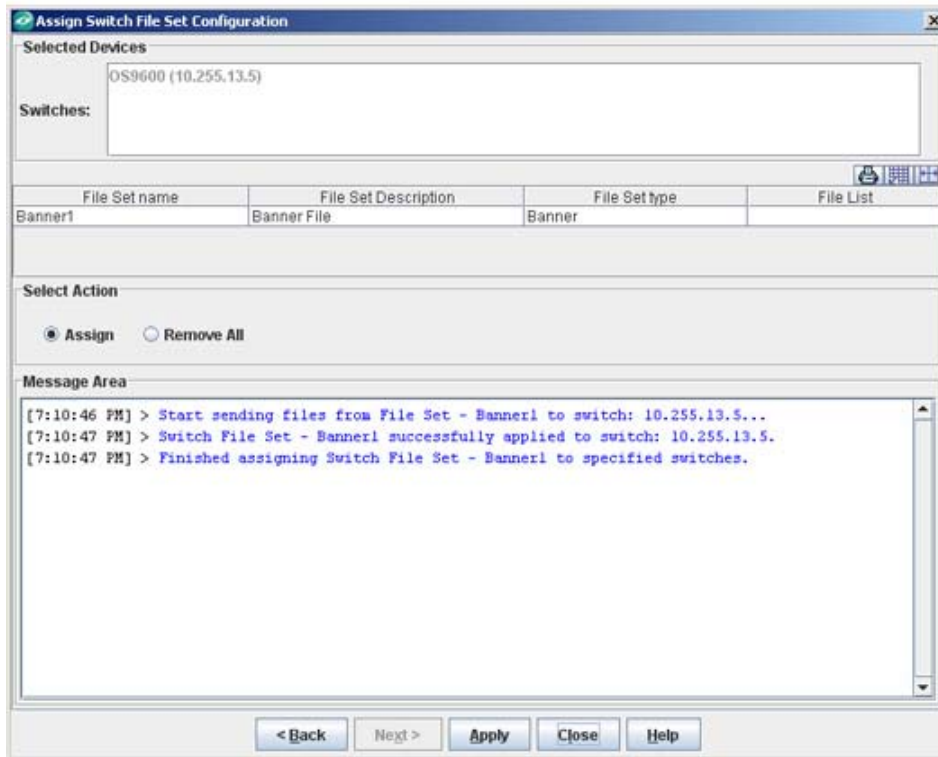 Assign Switch File Set Configuration
Selected Devices
OS9600 (10.255.13.5)
Switches:
File Set name File Set Description File Set type File List
Banner1 Banner File Banner
Select Action
Assign Remove All
Message Area
[7:10:46 PM] > Start sending files from File Set - Banner1 to switch: 10.255.13.5...
[7:10:47 PM] > Switch File Set - Banner1 successfully applied to switch: 10.255.13.5.
[7:10:47 PM] > Finished assigning Switch File Set - Banner1 to specified switches.
< Back Next > Apply Close Help